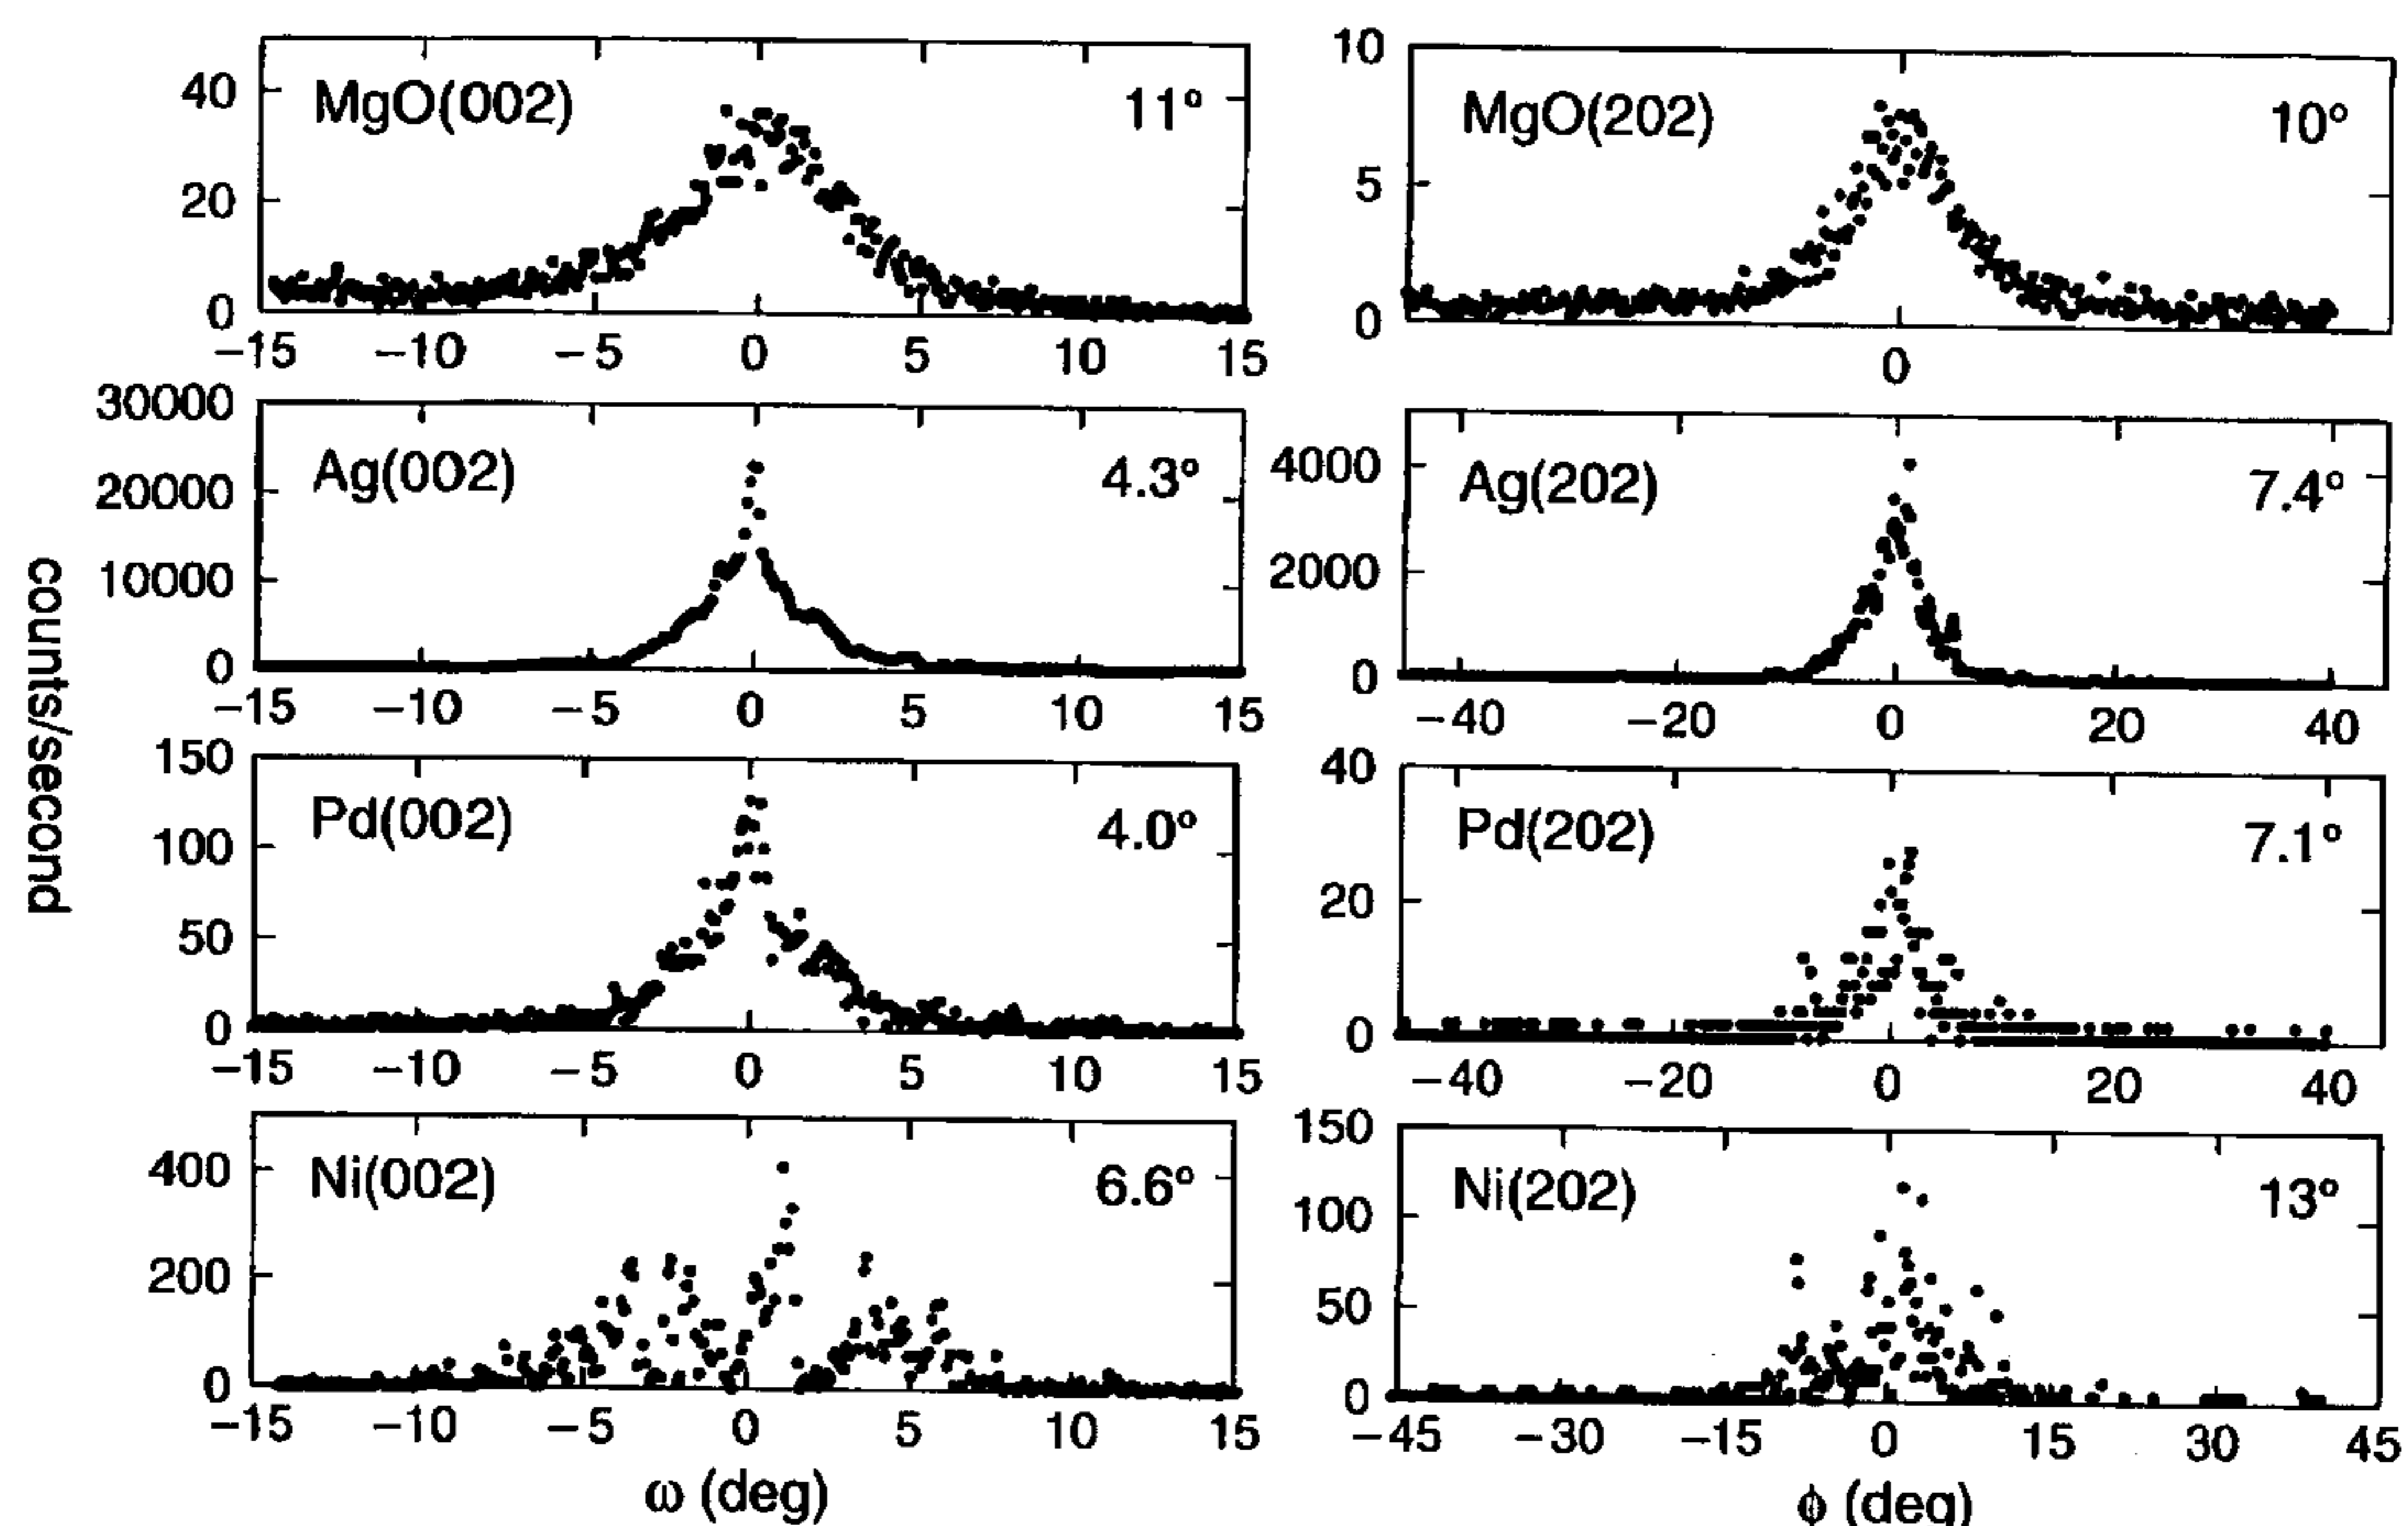 counts/second
40
20
0
MgO(002)
11°
−15 −10 −5 0 5 10 15
10
5
0
MgO(202)
10°
0
30000
20000
10000
0
Ag(002)
4.3°
−15 −10 −5 0 5 10 15
4000
2000
0
Ag(202)
7.4°
−40 −20 0 20 40
150
100
50
0
Pd(002)
4.0°
−15 −10 −5 0 5 10 15
40
20
0
Pd(202)
7.1°
−40 −20 0 20 40
400
200
0
Ni(002)
6.6°
−15 −10 −5 0 5 10 15
ω (deg)
150
100
50
0
Ni(202)
13°
−45 −30 −15 0 15 30 45
ϕ (deg)